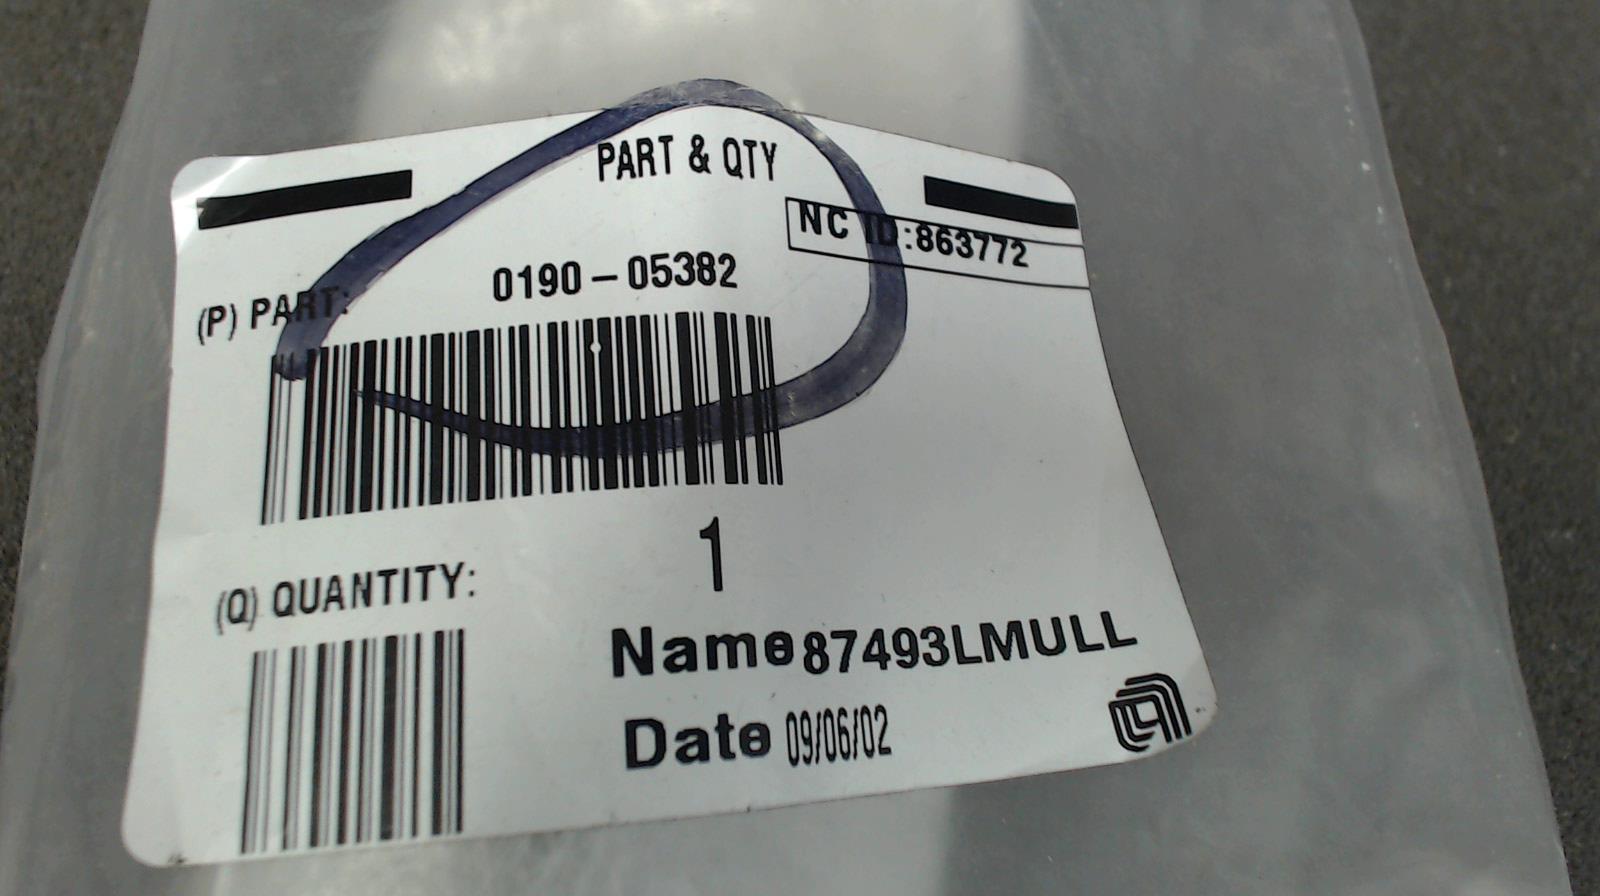 PART & QTY
NC ID:863772
0190-05382
(P) PART:
1
(Q) QUANTITY:
Name 87493LMULL
Date 09/06/02